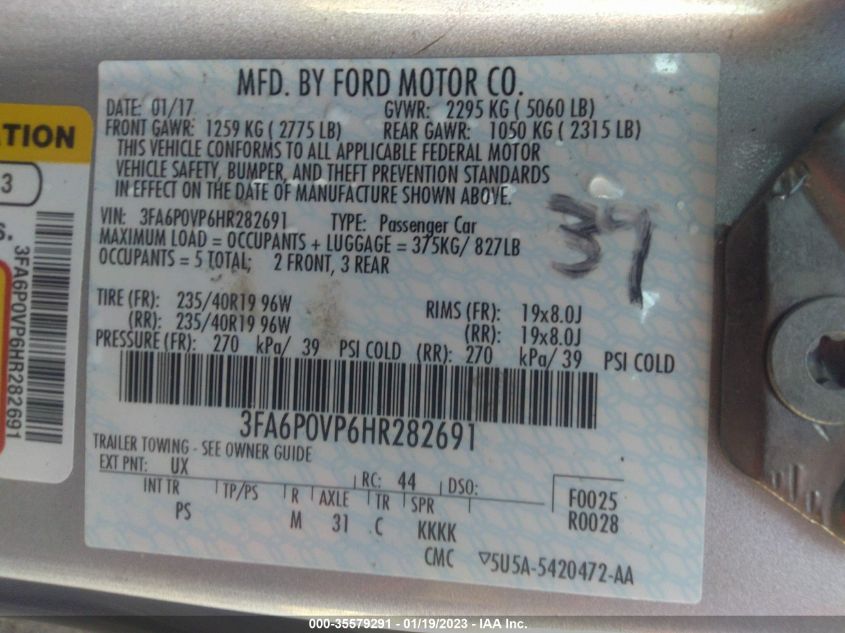 MFD. BY FORD MOTOR CO.
DATE: 01/17 GVWR: 2295 KG ( 5060 LB)
FRONT GAWR: 1259 KG ( 2775 LB) REAR GAWR: 1050 KG ( 2315 LB)
THIS VEHICLE CONFORMS TO ALL APPLICABLE FEDERAL MOTOR
VEHICLE SAFETY, BUMPER, AND THEFT PREVENTION STANDARDS
IN EFFECT ON THE DATE OF MANUFACTURE SHOWN ABOVE.
VIN: 3FA6P0VP6HR282691 TYPE: Passenger Car
MAXIMUM LOAD = OCCUPANTS + LUGGAGE = 375KG/ 827LB
OCCUPANTS = 5 TOTAL; 2 FRONT, 3 REAR
39
TIRE (FR): 235/40R19 96W RIMS (FR): 19x8.0J
(RR): 235/40R19 96W (RR): 19x8.0J
PRESSURE (FR): 270 kPa/ 39 PSI COLD (RR): 270 kPa/ 39 PSI COLD
3FA6P0VP6HR282691
TRAILER TOWING - SEE OWNER GUIDE
EXT PNT: UX RC: 44 DSO:
INT TR TP/PS R AXLE TR SPR F0025
PS M 31 C KKKK R0028
CMC ▽5U5A-5420472-AA
ATION
3
S.
3FA6P0VP6HR282691
000-35579291 - 01/19/2023 - IAA Inc.